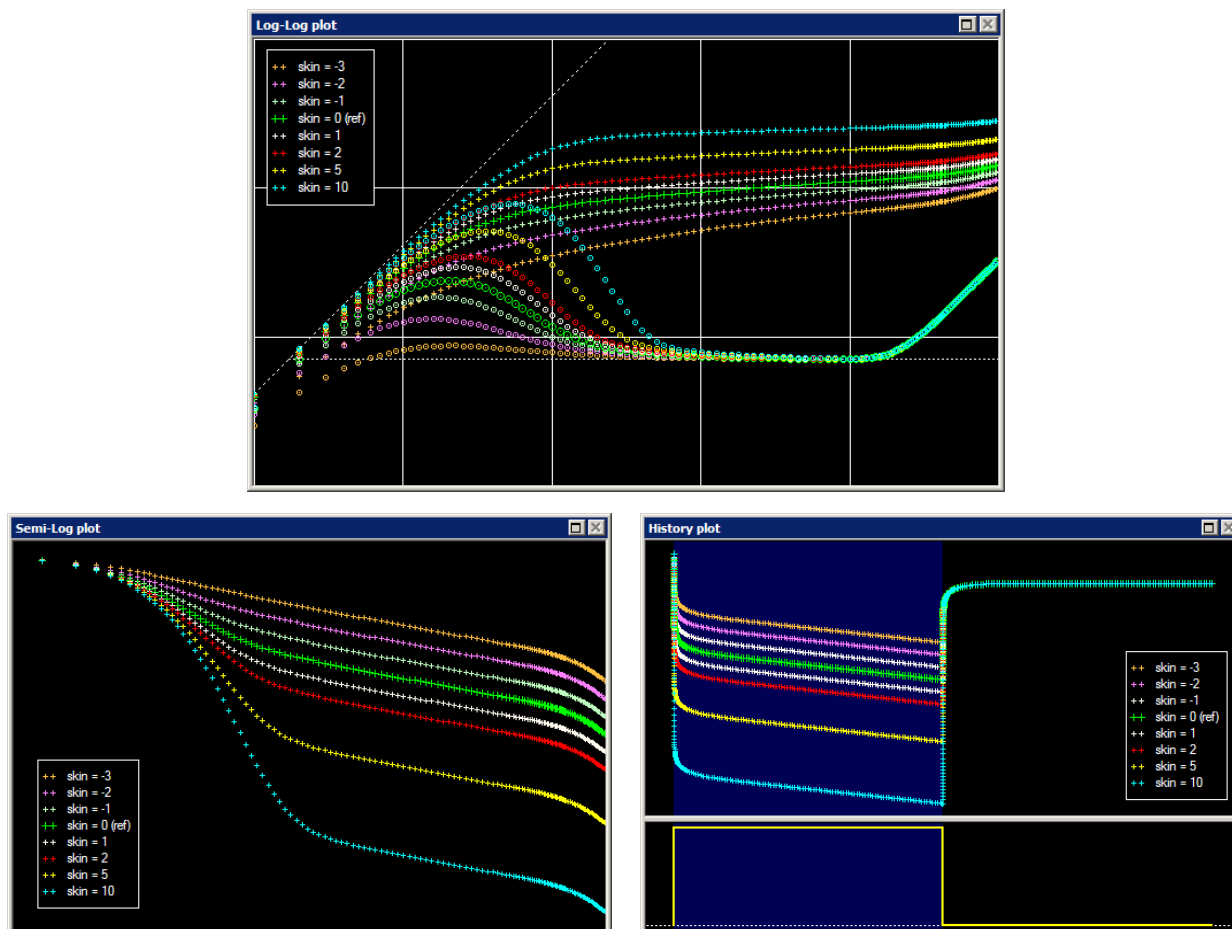 Log-Log plot
skin = -3
skin = -2
skin = -1
skin = 0 (ref)
skin = 1
skin = 2
skin = 5
skin = 10
Semi-Log plot
skin = -3
skin = -2
skin = -1
skin = 0 (ref)
skin = 1
skin = 2
skin = 5
skin = 10
History plot
skin = -3
skin = -2
skin = -1
skin = 0 (ref)
skin = 1
skin = 2
skin = 5
skin = 10